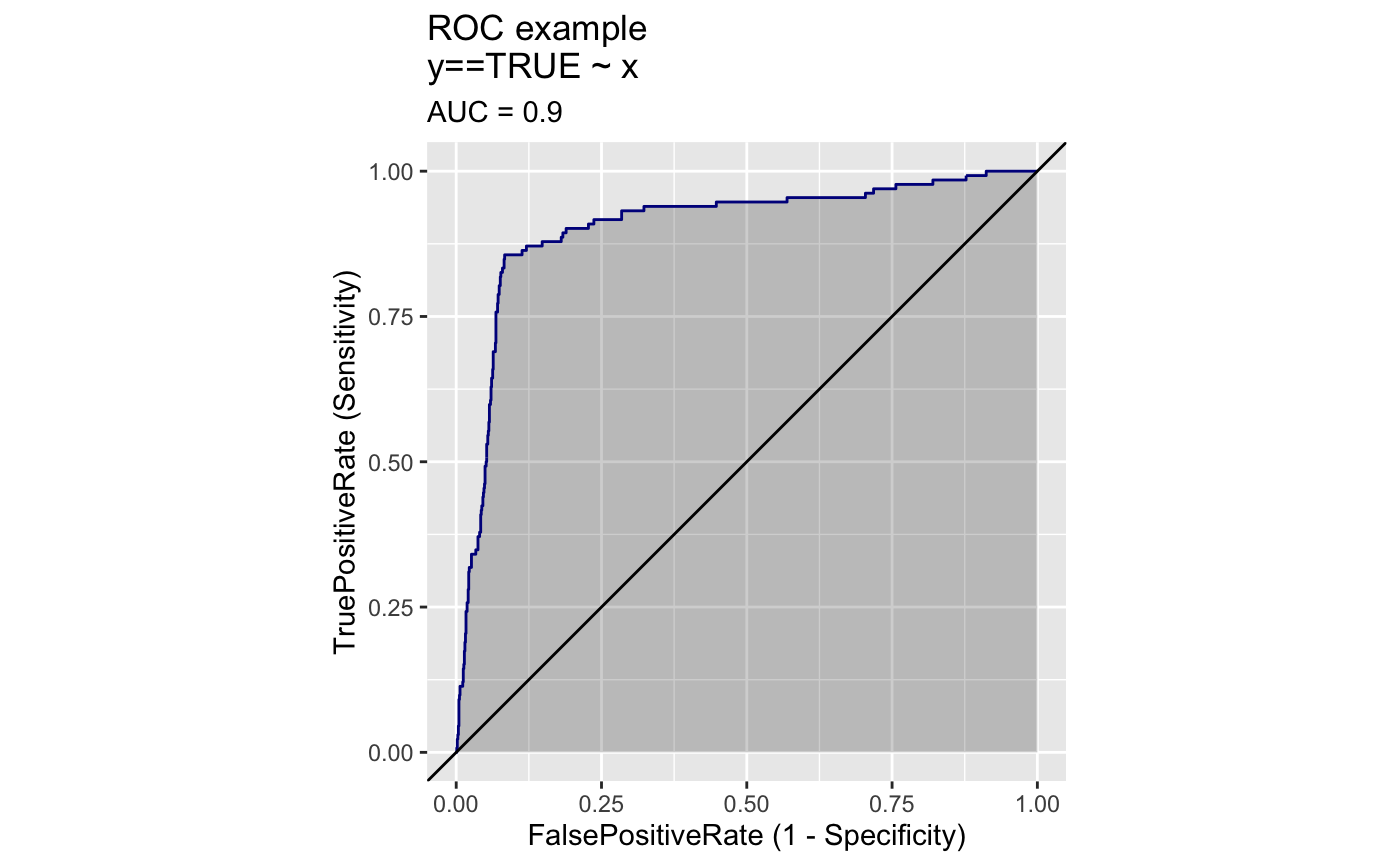 ROC example
y==TRUE ~ x
AUC = 0.9
TruePositiveRate (Sensitivity)
1.00
0.75
0.50
0.25
0.00
0.00 0.25 0.50 0.75 1.00
FalsePositiveRate (1 - Specificity)